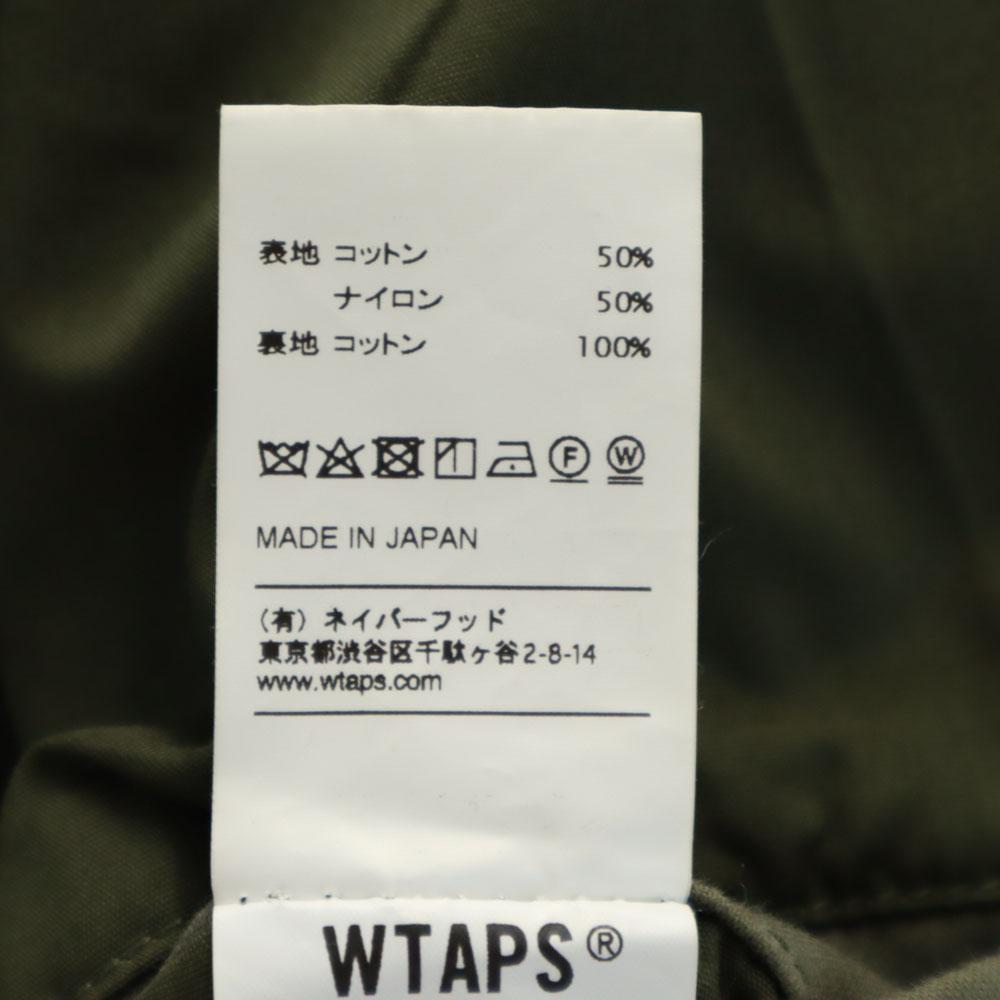 表地 コットン 50%
ナイロン 50%
裏地 コットン 100%
F W
MADE IN JAPAN
（有）ネイバーフッド
東京都渋谷区千駄ヶ谷2-8-14
www.wtaps.com
WTAPS®